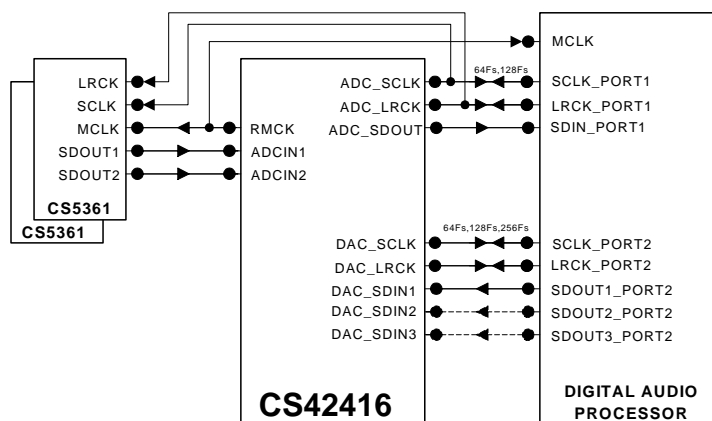 MCLK
64Fs,128Fs
LRCK
ADC_SCLK
SCLK_PORT1
SCLK
ADC_LRCK
LRCK_PORT1
MCLK
RMCK
ADC_SDOUT
SDIN_PORT1
SDOUT1
ADCIN1
SDOUT2
ADCIN2
CS5361
CS5361
64Fs,128Fs,256Fs
DAC_SCLK
SCLK_PORT2
DAC_LRCK
LRCK_PORT2
DAC_SDIN1
SDOUT1_PORT2
DAC_SDIN2
SDOUT2_PORT2
DAC_SDIN3
SDOUT3_PORT2
CS42416
DIGITAL AUDIO
PROCESSOR